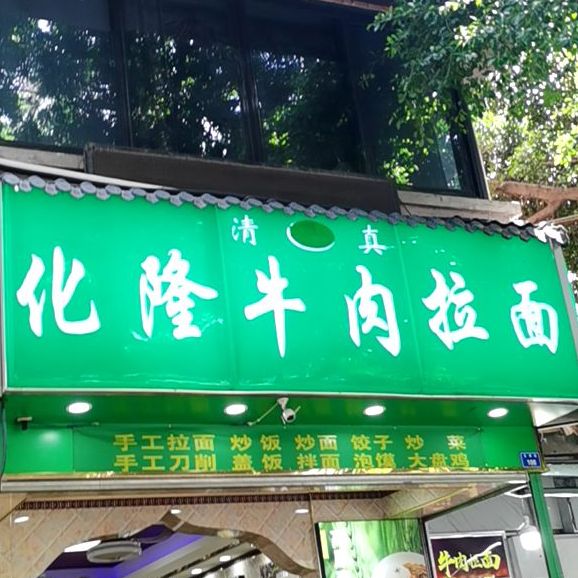 清 真
化隆牛肉拉面
手工拉面 炒饭 炒面 饺子 炒 菜
手工刀削 盖饭 拌面 泡馍 大盘鸡
牛肉拉面